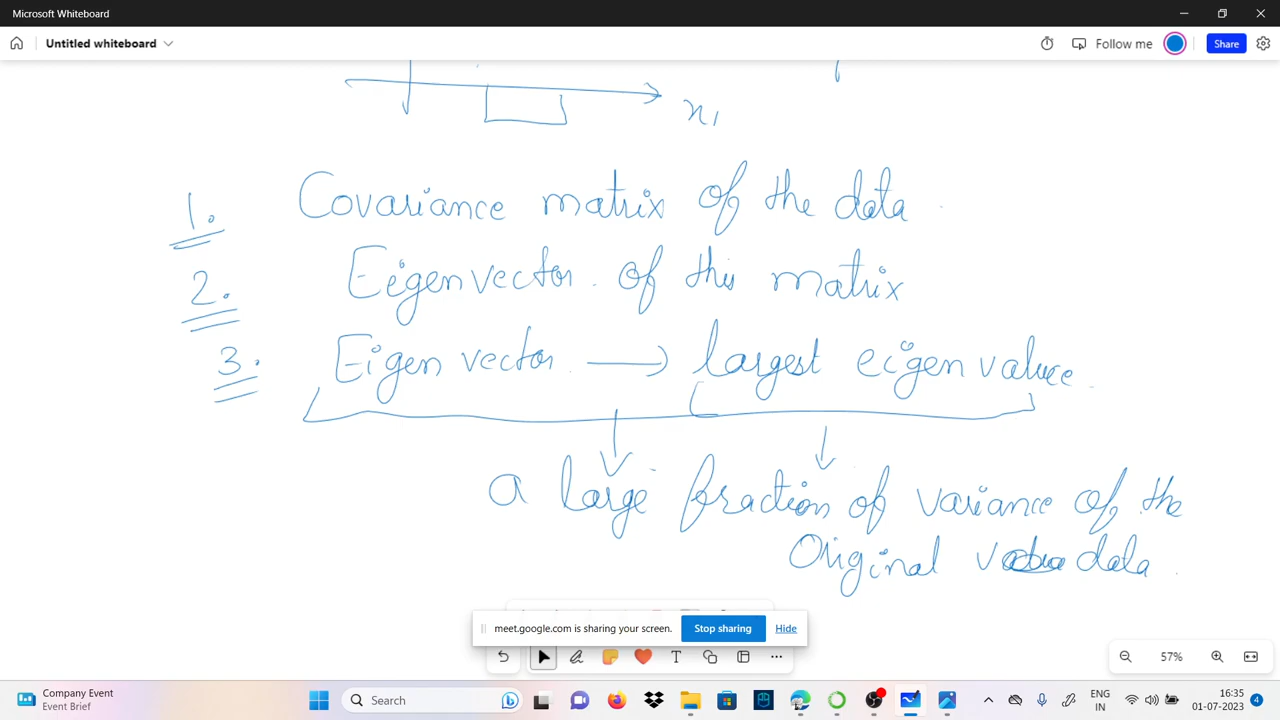 Microsoft Whiteboard
Untitled whiteboard
Follow me
Share
x1
1. Covariance matrix of the data
2. Eigenvector of this matrix
3. Eigen vector → largest eigen value
a large fraction of variance of the
Original data
meet.google.com is sharing your screen.
Stop sharing
Hide
T
57%
Company Event
Event Brief
Search
ENG
IN
16:35
01-07-2023
4